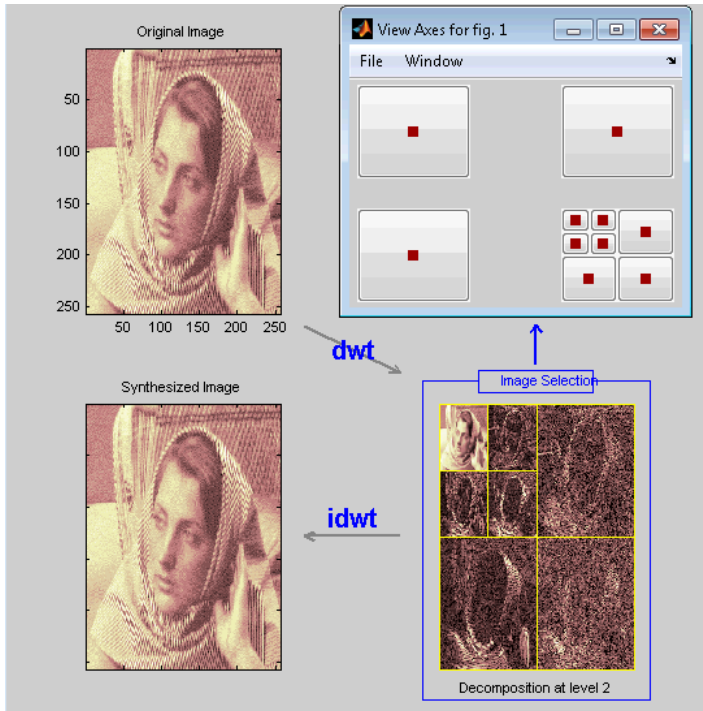 Original Image
50
100
150
200
250
50 100 150 200 250
View Axes for fig. 1
File Window
dwt
Synthesized Image
Image Selection
idwt
Decomposition at level 2